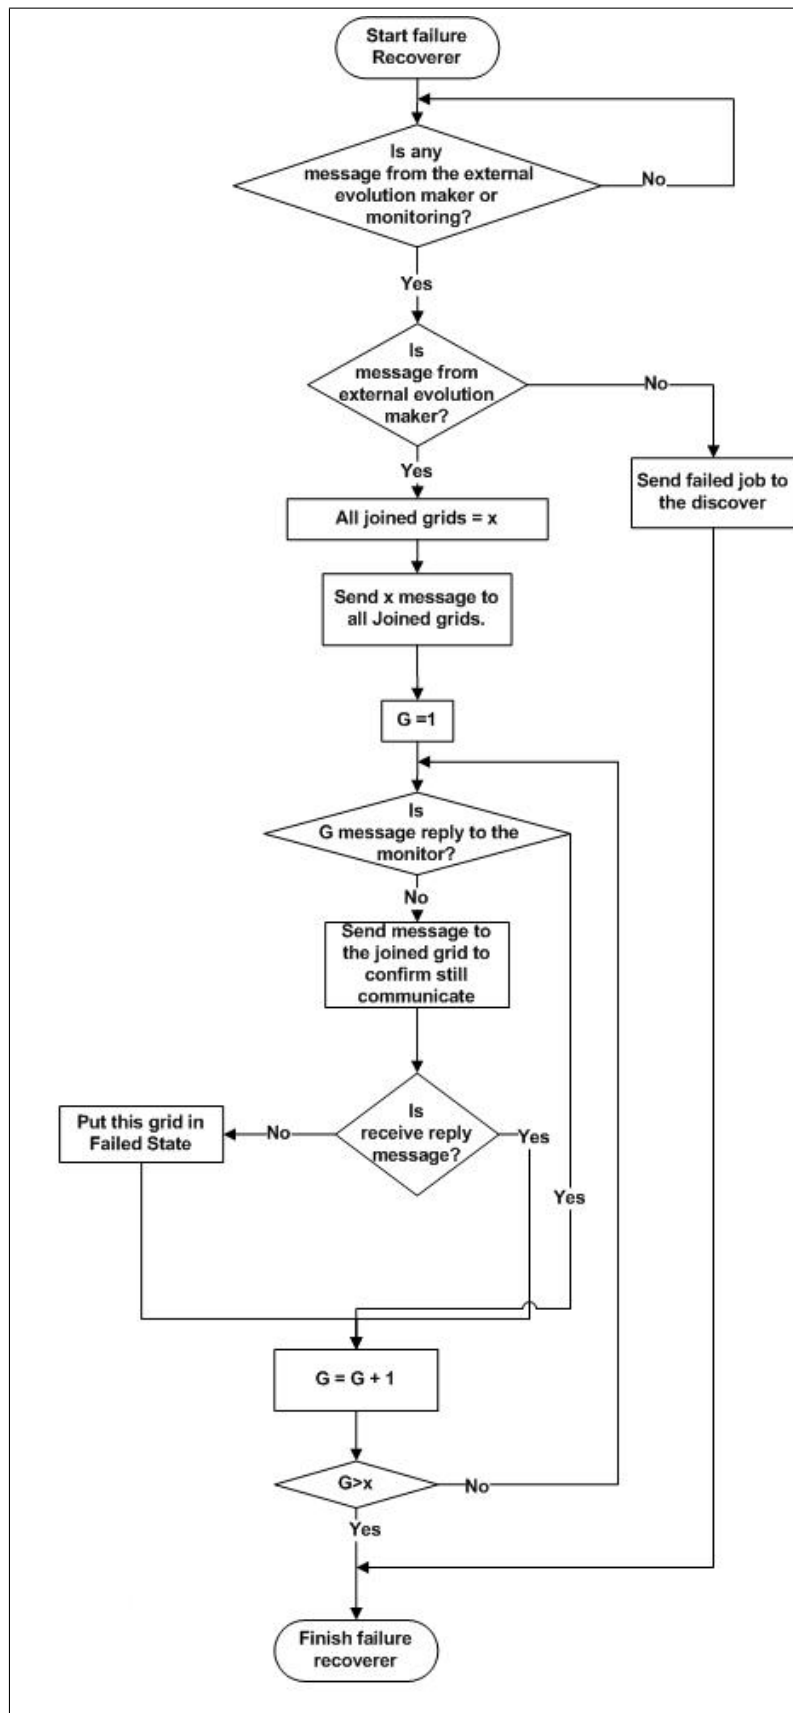 Start failure
Recoverer
Is any
message from the external
evolution maker or
monitoring?
No
Yes
Is
message from
external evolution
maker?
No
Yes
Send failed job to
the discover
All joined grids = x
Send x message to
all Joined grids.
G =1
Is
G message reply to the
monitor?
No
Send message to
the joined grid to
confirm still
communicate
Put this grid in
Failed State
No
Is
receive reply
message?
Yes
Yes
G = G + 1
G>x
No
Yes
Finish failure
recoverer